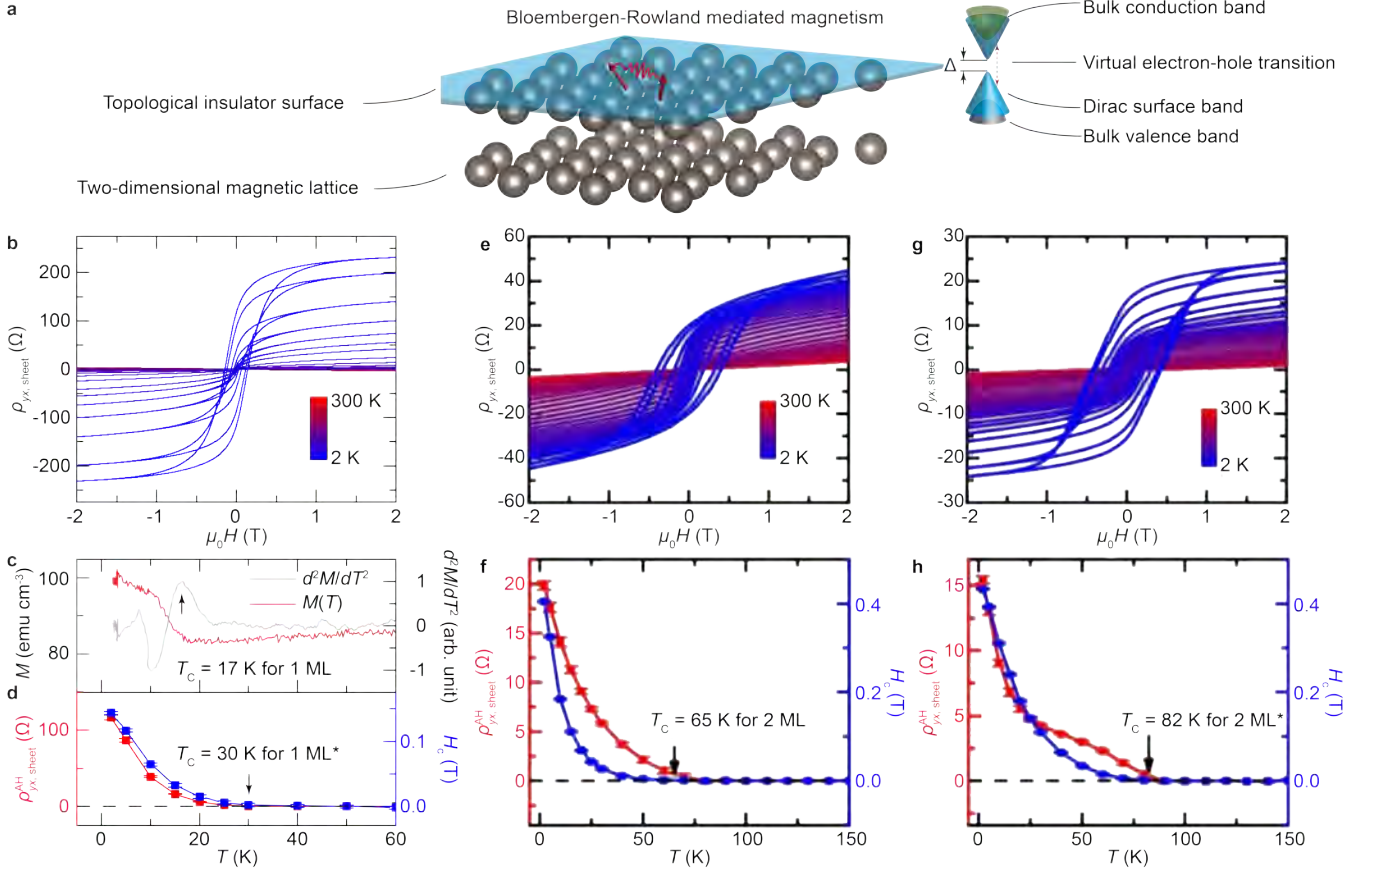 a
Bloembergen-Rowland mediated magnetism
Bulk conduction band
Δ
Virtual electron-hole transition
Topological insulator surface
Dirac surface band
Bulk valence band
Two-dimensional magnetic lattice
b
ρyx, sheet (Ω)
200
100
0
-100
-200
300 K
2 K
-2
-1
0
1
2
μ0H (T)
e
ρyx, sheet (Ω)
60
40
20
0
-20
-40
-60
300 K
2 K
-2
-1
0
1
2
μ0H (T)
g
ρyx, sheet (Ω)
30
20
10
0
-10
-20
-30
300 K
2 K
-2
-1
0
1
2
μ0H (T)
c
M (emu cm-3)
100
80
d2M/dT2
M(T)
TC = 17 K for 1 ML
1
0
-1
d2M/dT2 (arb. unit)
d
ρAHyx, sheet (Ω)
100
0
TC = 30 K for 1 ML*
0.1
0.0
HC (T)
0
20
40
60
T (K)
f
ρAHyx, sheet (Ω)
20
15
10
5
0
TC = 65 K for 2 ML
0.4
0.2
0.0
HC (T)
0
50
100
150
T (K)
h
ρAHyx, sheet (Ω)
15
10
5
0
TC = 82 K for 2 ML*
0.4
0.2
0.0
HC (T)
0
50
100
150
T (K)